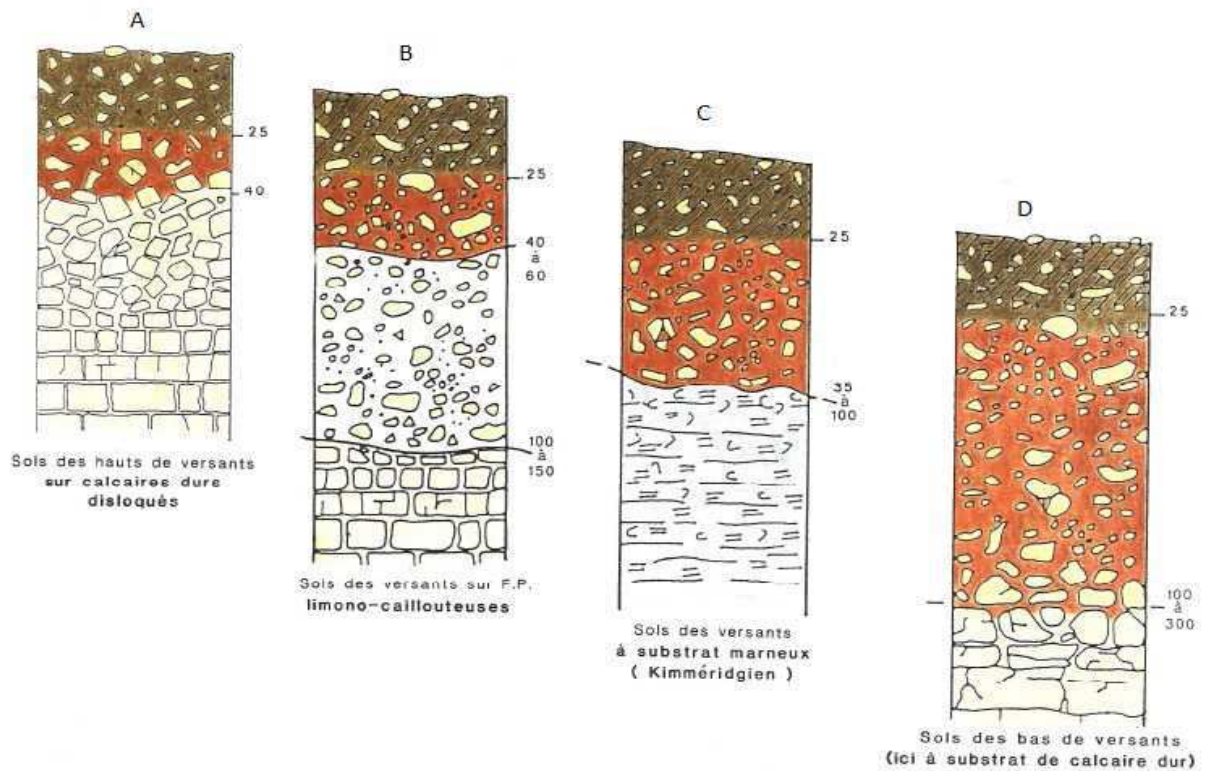 A
25
40
Sols des hauts de versants
sur calcaires durs
disloqués
B
25
40
à
60
100
à
150
Sols des versants sur F.P.
limono-caillouteuses
C
25
35
à
100
Sols des versants
à substrat marneux
( Kimméridgien )
D
25
100
à
300
Sols des bas de versants
(ici à substrat de calcaire dur)